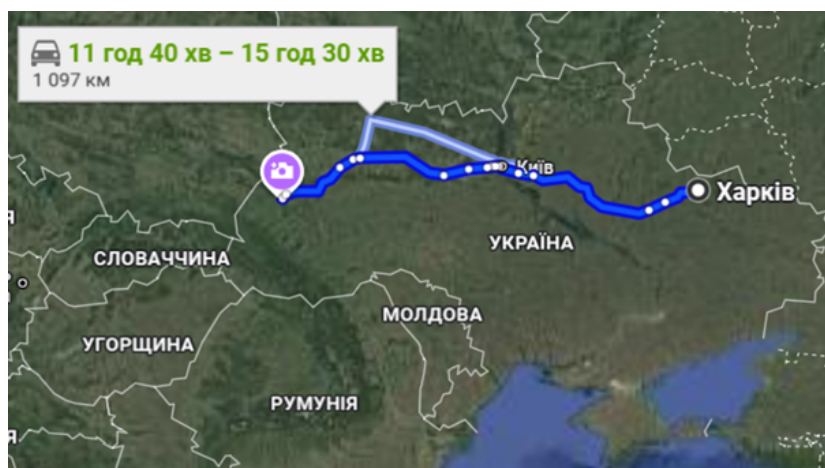 11 год 40 хв – 15 год 30 хв
1 097 км
Київ
Харків
УКРАЇНА
СЛОВАЧЧИНА
МОЛДОВА
УГОРЩИНА
РУМУНІЯ